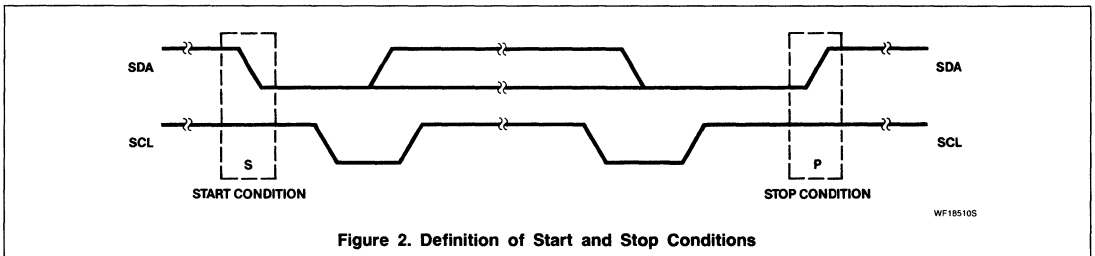 SDA
SDA
SCL
SCL
S
P
START CONDITION
STOP CONDITION
WF18510S
Figure 2. Definition of Start and Stop Conditions